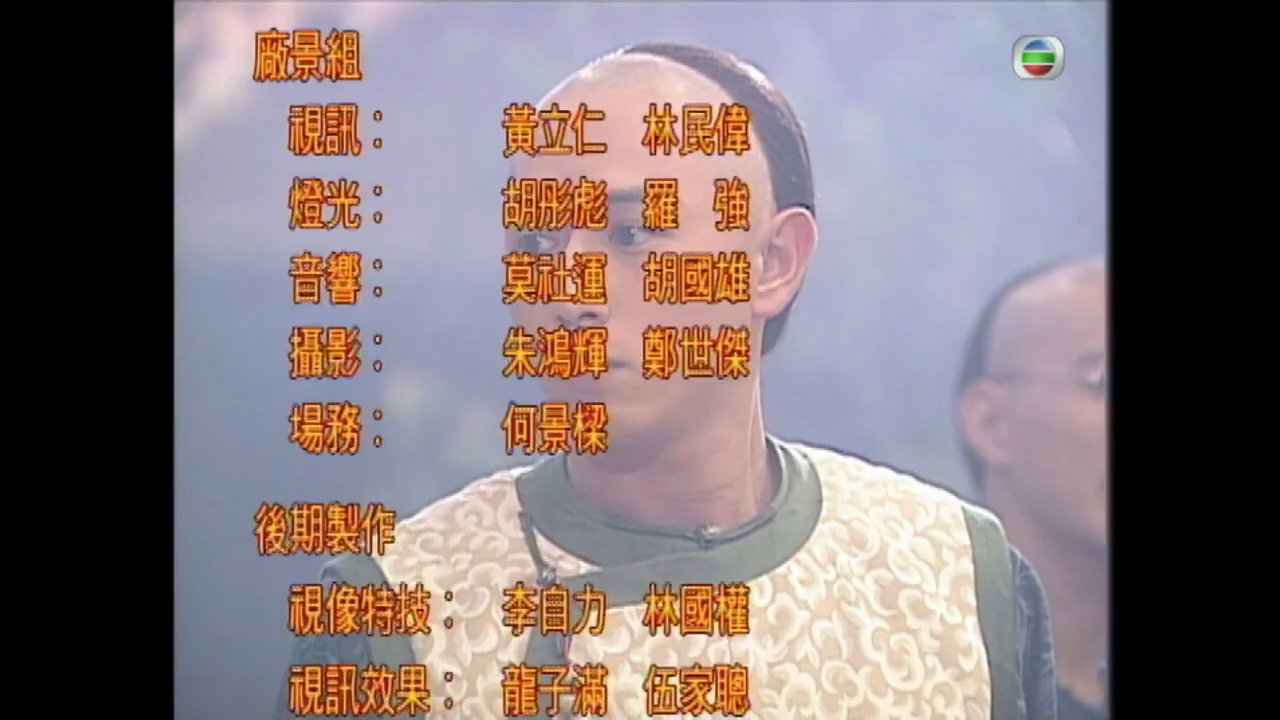 廠景組
視訊： 黃立仁 林民偉
燈光： 胡彤彪 羅 強
音響： 莫社運 胡國雄
攝影： 朱鴻輝 鄭世傑
場務： 何景樑
後期製作
視像特技： 李自力 林國權
視訊效果： 龍子滿 伍家聰